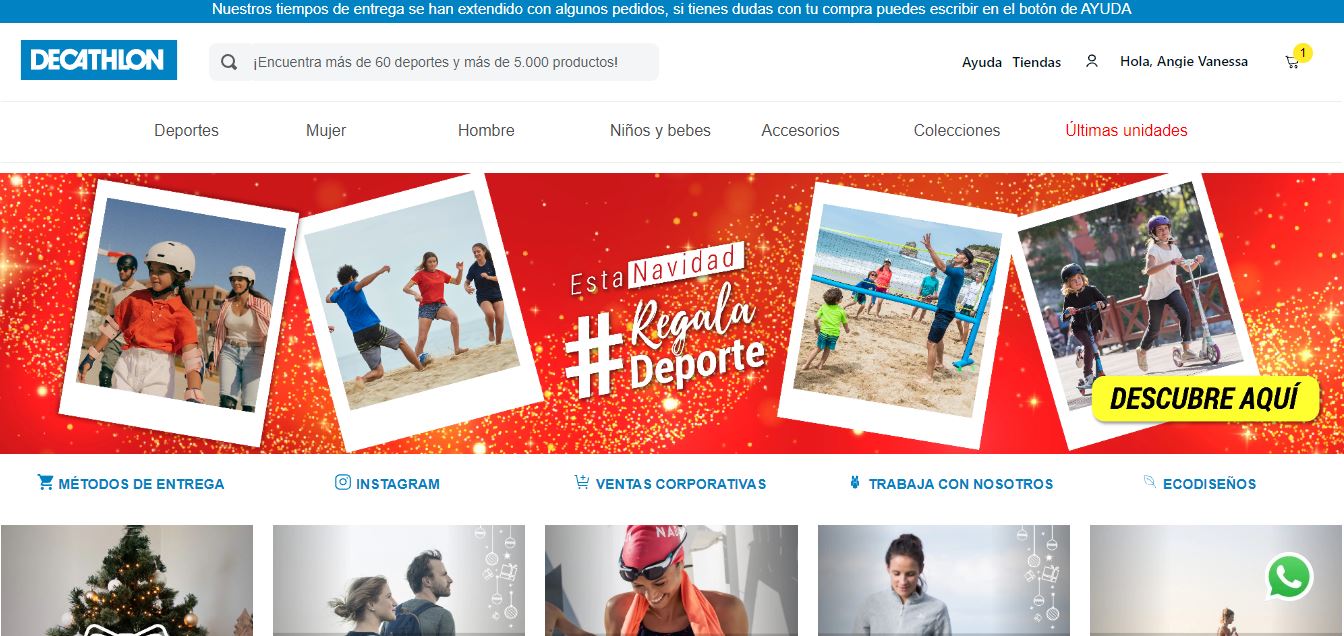 Nuestros tiempos de entrega se han extendido con algunos pedidos, si tienes dudas con tu compra puedes escribir en el botón de AYUDA
DECATHLON
¡Encuentra más de 60 deportes y más de 5.000 productos!
Ayuda Tiendas Hola, Angie Vanessa 1
Deportes Mujer Hombre Niños y bebes Accesorios Colecciones Últimas unidades
Esta Navidad
#Regala
Deporte
DESCUBRE AQUÍ
MÉTODOS DE ENTREGA INSTAGRAM VENTAS CORPORATIVAS TRABAJA CON NOSOTROS ECODISEÑOS